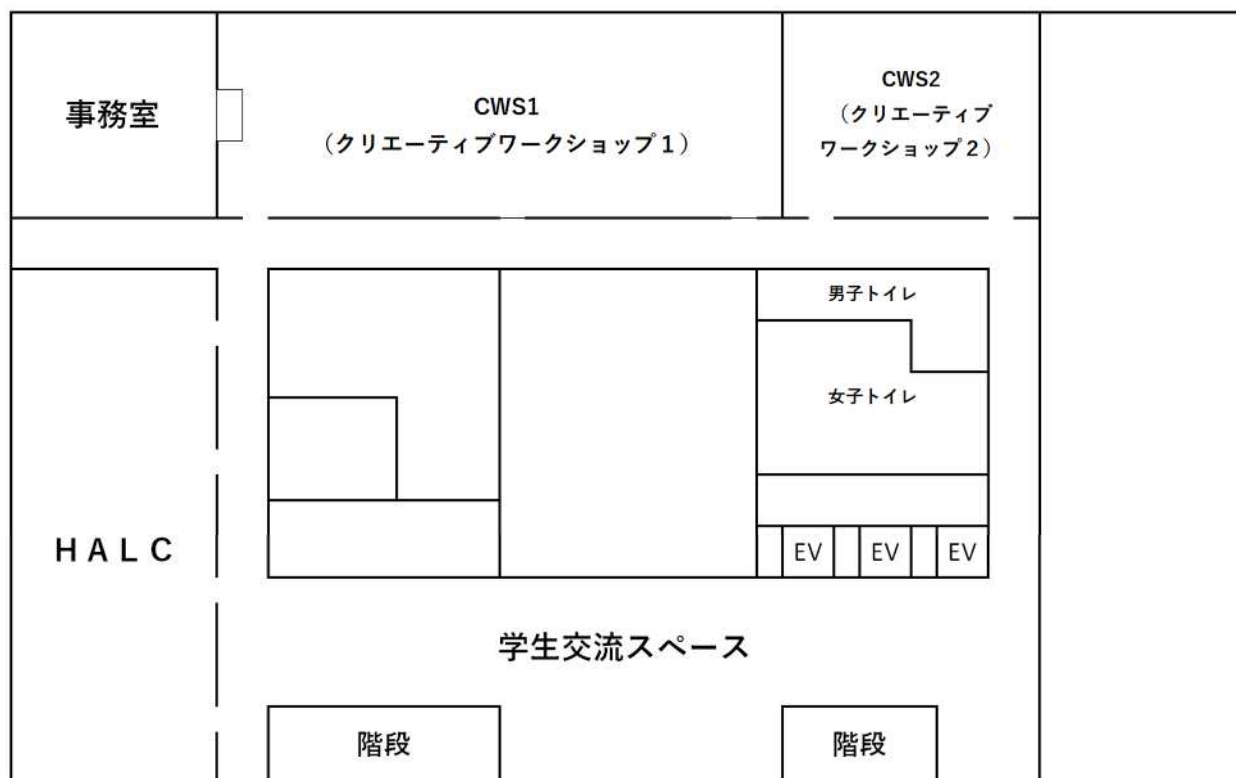 事務室
CWS1
（クリエーティブワークショップ１）
CWS2
（クリエーティブ
ワークショップ２）
男子トイレ
女子トイレ
ＨＡＬＣ
EV
EV
EV
学生交流スペース
階段
階段